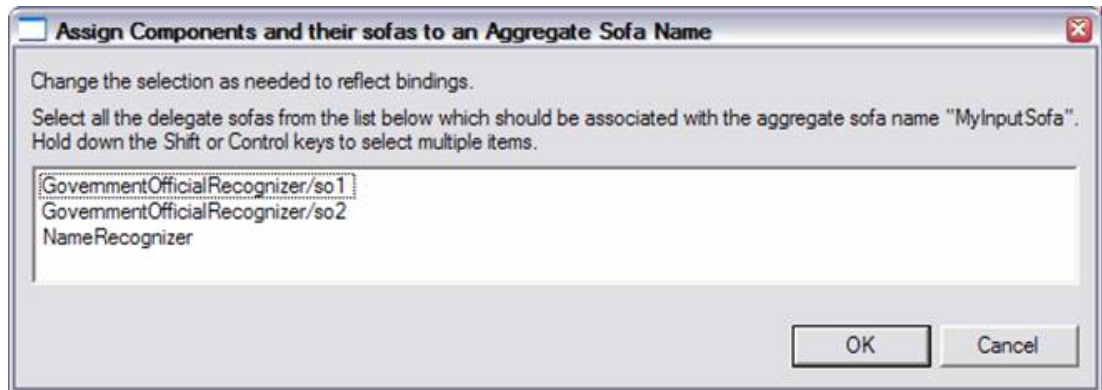 Assign Components and their sofas to an Aggregate Sofa Name
Change the selection as needed to reflect bindings.
Select all the delegate sofas from the list below which should be associated with the aggregate sofa name "MyInputSofa".
Hold down the Shift or Control keys to select multiple items.
GovernmentOfficialRecognizer/so1
GovernmentOfficialRecognizer/so2
NameRecognizer
OK
Cancel